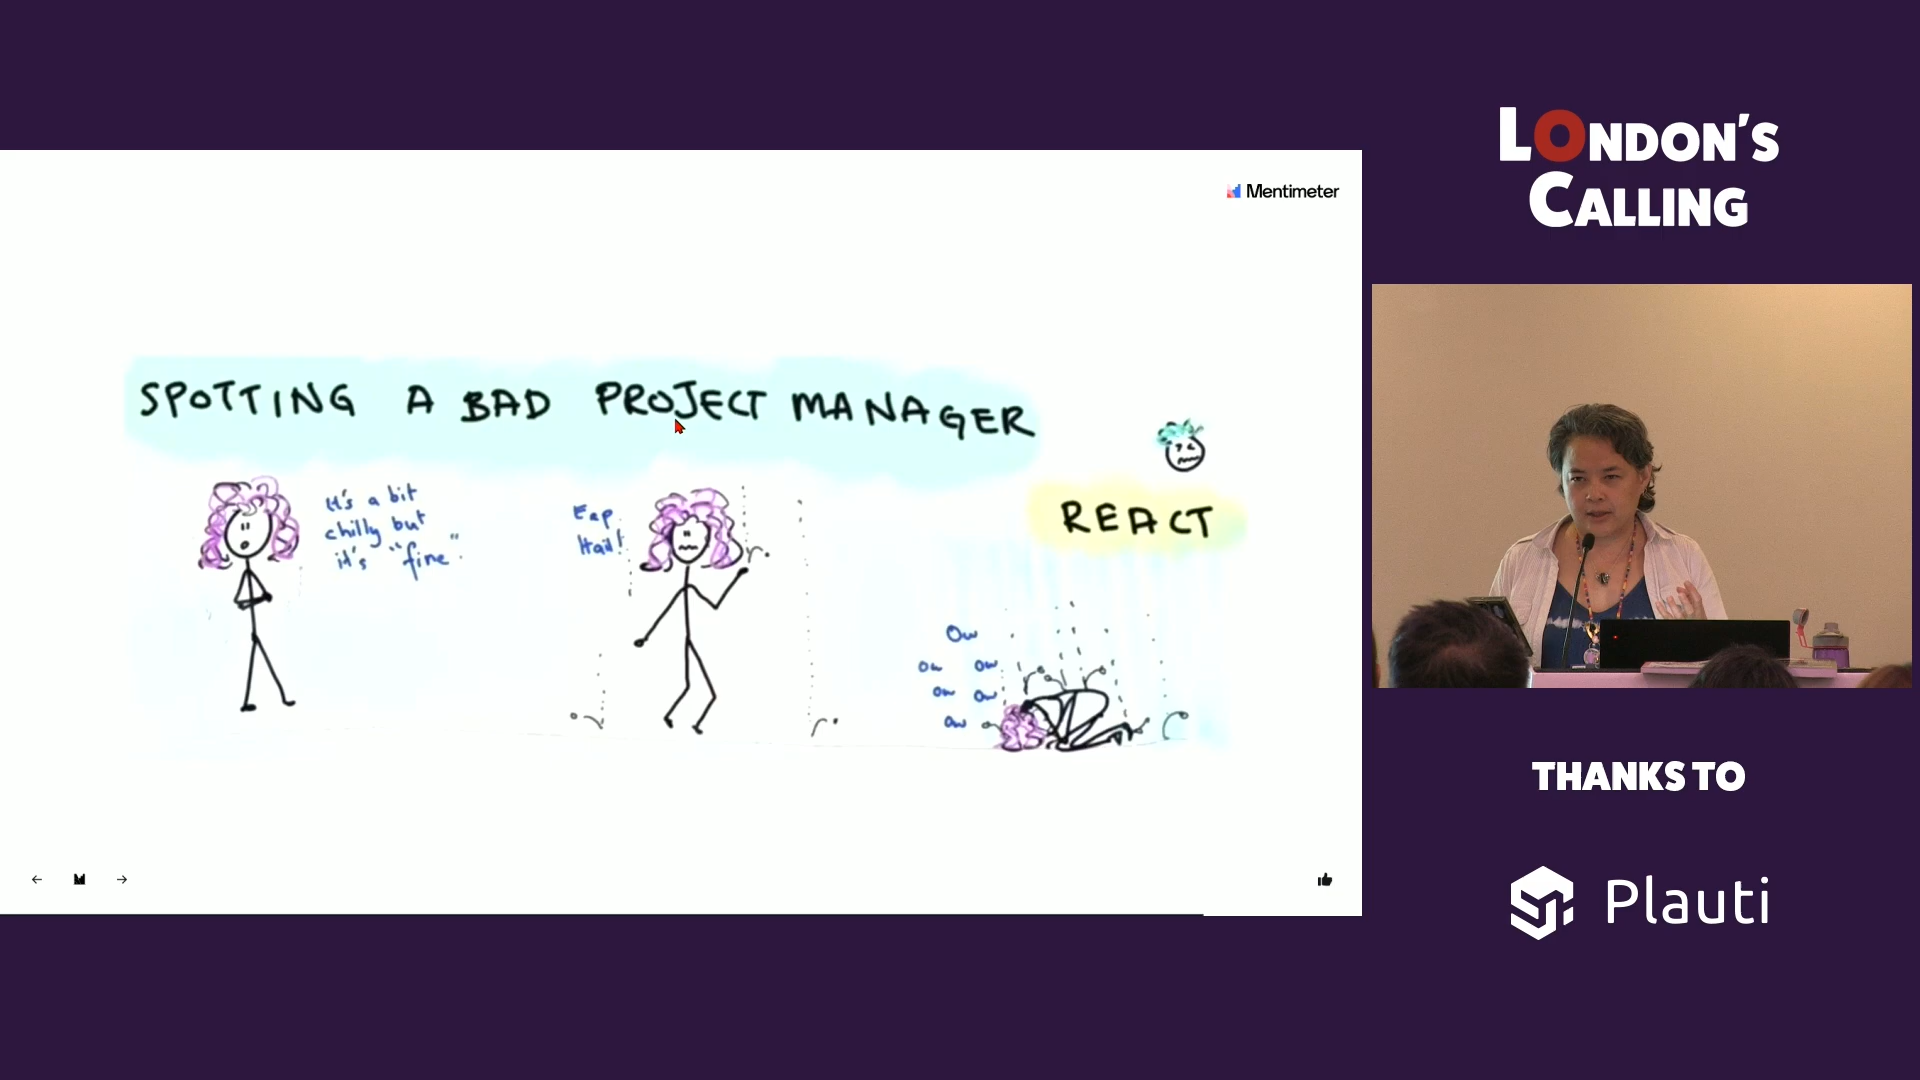 LONDON'S
CALLING
Mentimeter
SPOTTING A BAD PROJECT MANAGER
It's a bit
chilly but
it's "fine".
Eap
Hail!
REACT
Ow
ow ow
ow ow
ow
THANKS TO
Plauti